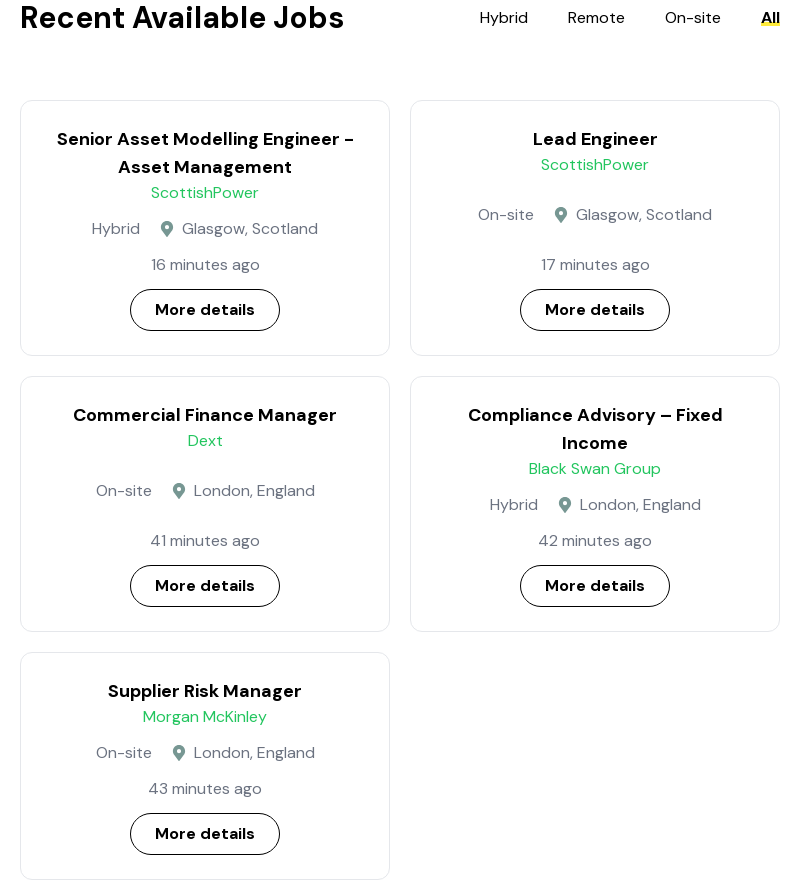 Recent Available Jobs
Hybrid
Remote
On-site
All
Senior Asset Modelling Engineer –
Asset Management
ScottishPower
Hybrid
Glasgow, Scotland
16 minutes ago
More details
Lead Engineer
ScottishPower
On-site
Glasgow, Scotland
17 minutes ago
More details
Commercial Finance Manager
Dext
On-site
London, England
41 minutes ago
More details
Compliance Advisory – Fixed
Income
Black Swan Group
Hybrid
London, England
42 minutes ago
More details
Supplier Risk Manager
Morgan McKinley
On-site
London, England
43 minutes ago
More details